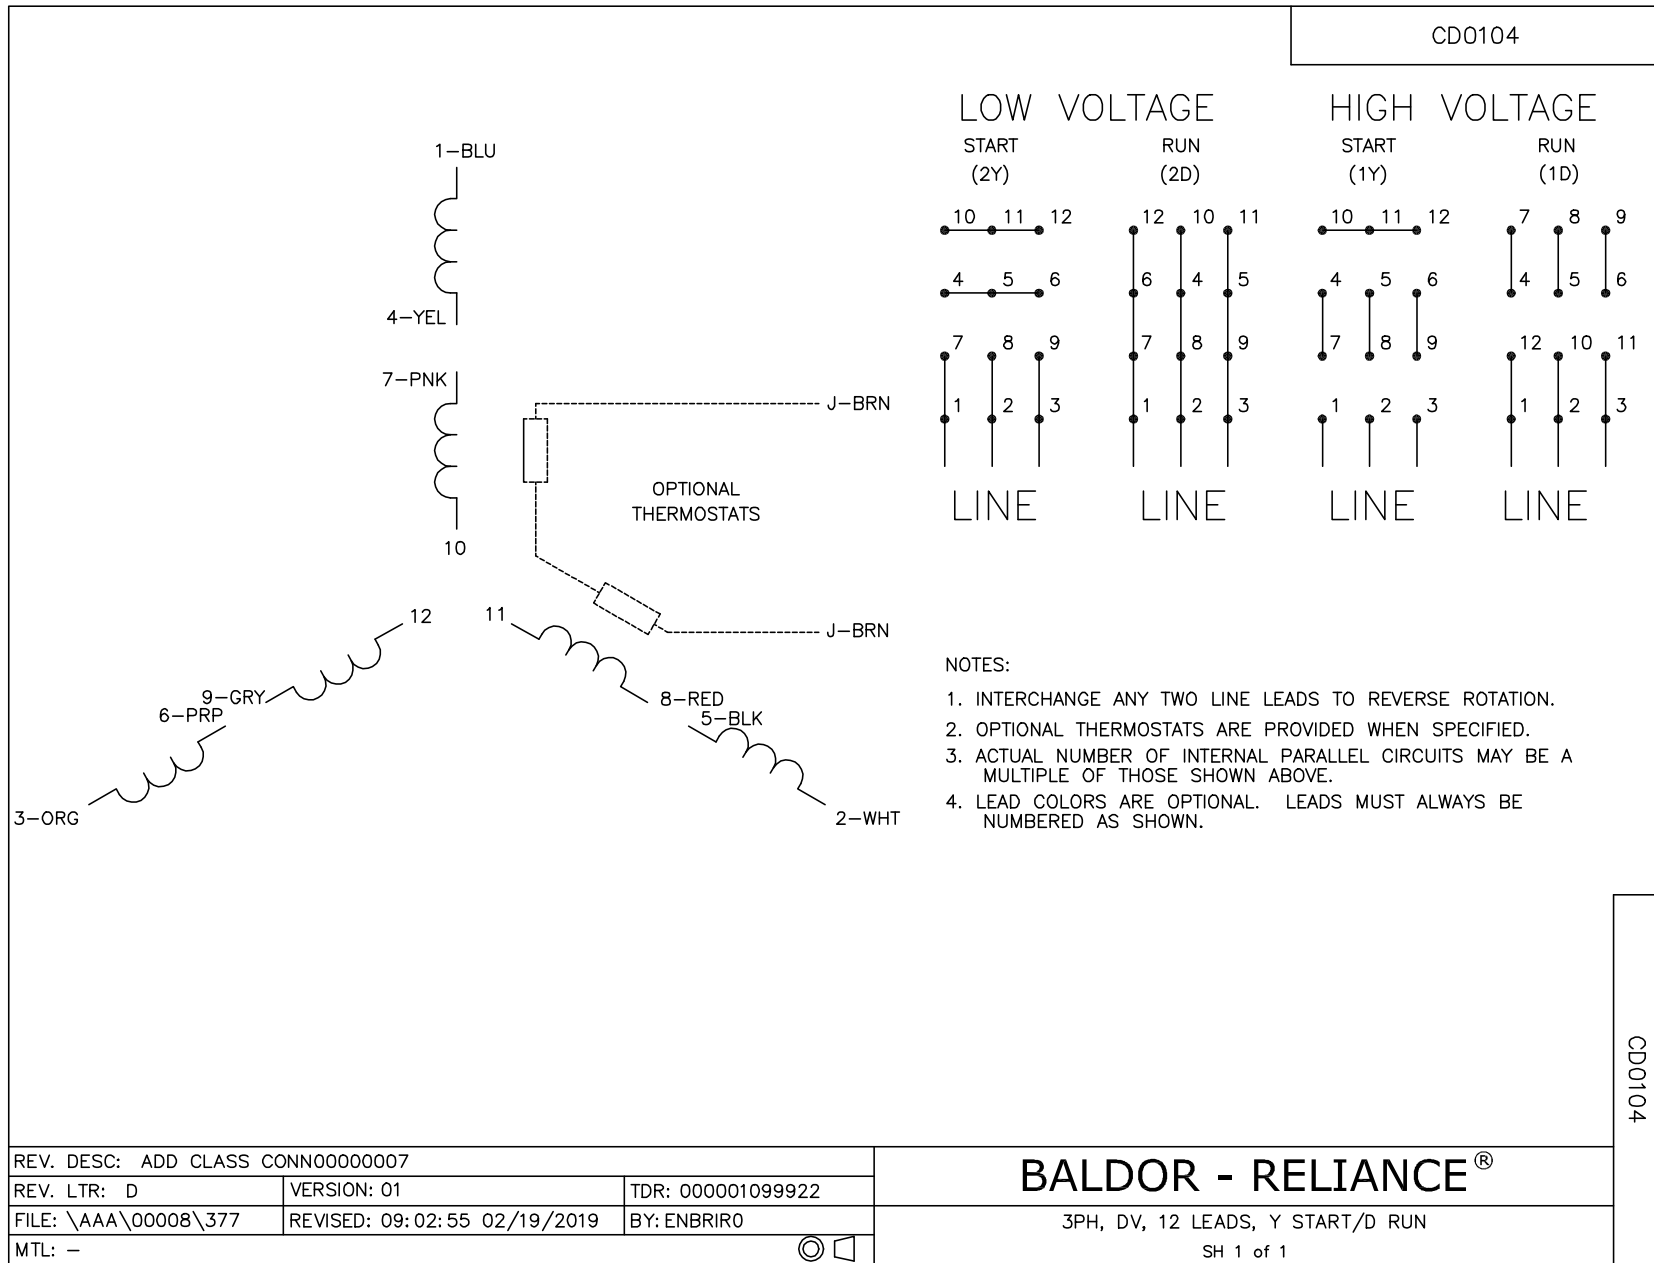 CD0104
LOW VOLTAGE HIGH VOLTAGE
START RUN START RUN
(2Y) (2D) (1Y) (1D)
10 11 12 12 10 11 10 11 12 7 8 9
4 5 6 6 4 5 4 5 6 4 5 6
7 8 9 7 8 9 7 8 9 12 10 11
1 2 3 1 2 3 1 2 3 1 2 3
LINE LINE LINE LINE
1-BLU
4-YEL
7-PNK
10
J-BRN
OPTIONAL
THERMOSTATS
J-BRN
12 11
9-GRY
6-PRP
3-ORG
8-RED
5-BLK
2-WHT
NOTES:
1. INTERCHANGE ANY TWO LINE LEADS TO REVERSE ROTATION.
2. OPTIONAL THERMOSTATS ARE PROVIDED WHEN SPECIFIED.
3. ACTUAL NUMBER OF INTERNAL PARALLEL CIRCUITS MAY BE A
MULTIPLE OF THOSE SHOWN ABOVE.
4. LEAD COLORS ARE OPTIONAL. LEADS MUST ALWAYS BE
NUMBERED AS SHOWN.
CD0104
REV. DESC: ADD CLASS CONN00000007
REV. LTR: D VERSION: 01 TDR: 000001099922
FILE: \AAA\00008\377 REVISED: 09:02:55 02/19/2019 BY: ENBRIR0
MTL: -
BALDOR - RELIANCE®
3PH, DV, 12 LEADS, Y START/D RUN
SH 1 of 1